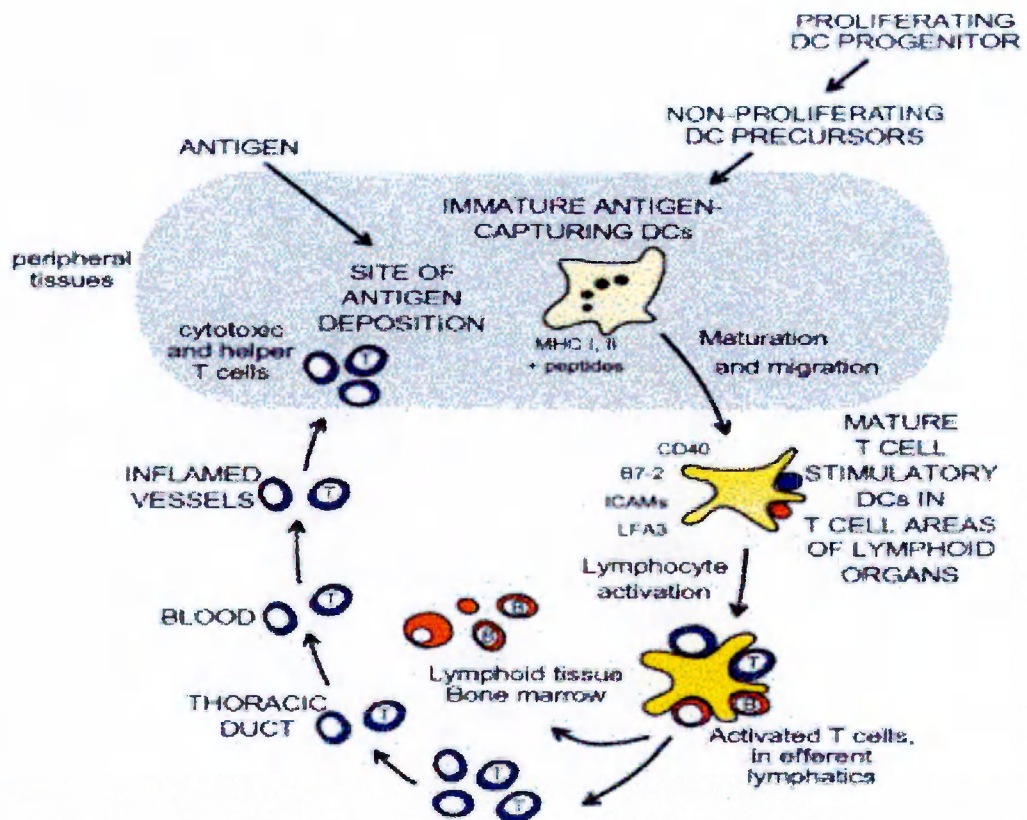 PROLIFERATING
DC PROGENITOR
NON-PROLIFERATING
DC PRECURSORS
ANTIGEN
IMMATURE ANTIGEN-
CAPTURING DCs
peripheral
tissues
SITE OF
ANTIGEN
DEPOSITION
cytotoxic
and helper
T cells
T
MHC I, II
+ peptides
Maturation
and migration
CD40
B7-2
ICAMs
LFA3
MATURE
T CELL
STIMULATORY
DCs IN
T CELL AREAS
OF LYMPHOID
ORGANS
INFLAMED
VESSELS
T
Lymphocyte
activation
BLOOD
T
B
B
Lymphoid tissue
Bone marrow
T
B
THORACIC
DUCT
T
Activated T cells,
in efferent
lymphatics
T
T